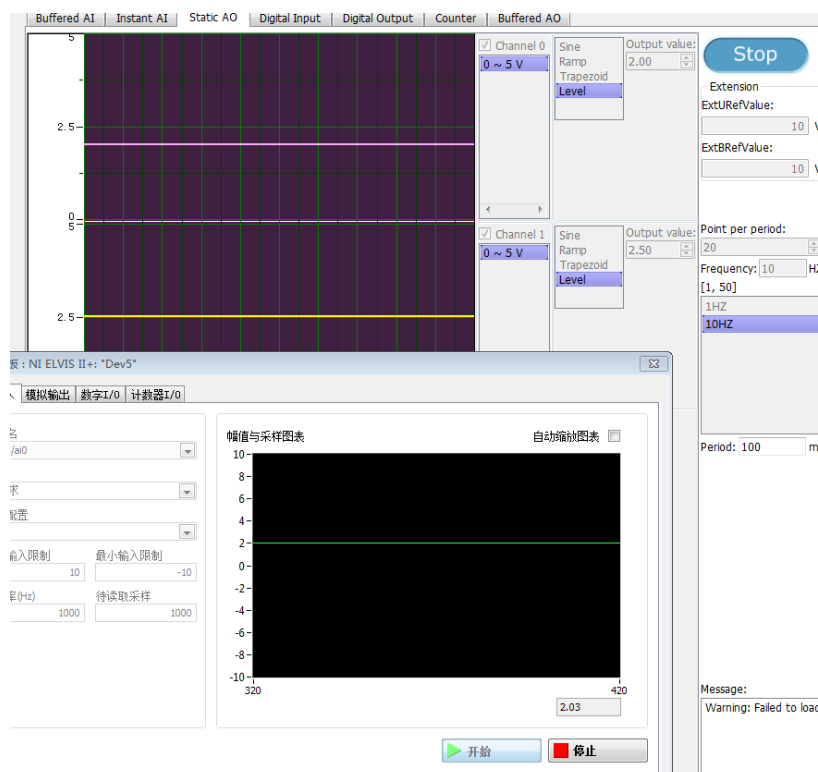 Buffered AI Instant AI Static AO Digital Input Digital Output Counter Buffered AO
5
2.5
0
Channel 0
0 ~ 5 V
Sine
Ramp
Trapezoid
Level
Output value:
2.00
Stop
Extension
ExtURefValue:
10 V
ExtBRefValue:
10 V
5
2.5
Channel 1
0 ~ 5 V
Sine
Ramp
Trapezoid
Level
Output value:
2.50
Point per period:
20
Frequency: 10 HZ
[1, 50]
1HZ
10HZ
Period: 100 m
Message:
Warning: Failed to load
: NI ELVIS II+: "Dev5"
模拟输出 数字I/O 计数器I/O
名
/ai0
求
配置
输入限制 最小输入限制
10 -10
率(Hz) 待读取采样
1000 1000
幅值与采样图表 自动缩放图表
10
8
6
4
2
0
-2
-4
-6
-8
-10
320 420
2.03
开始 停止